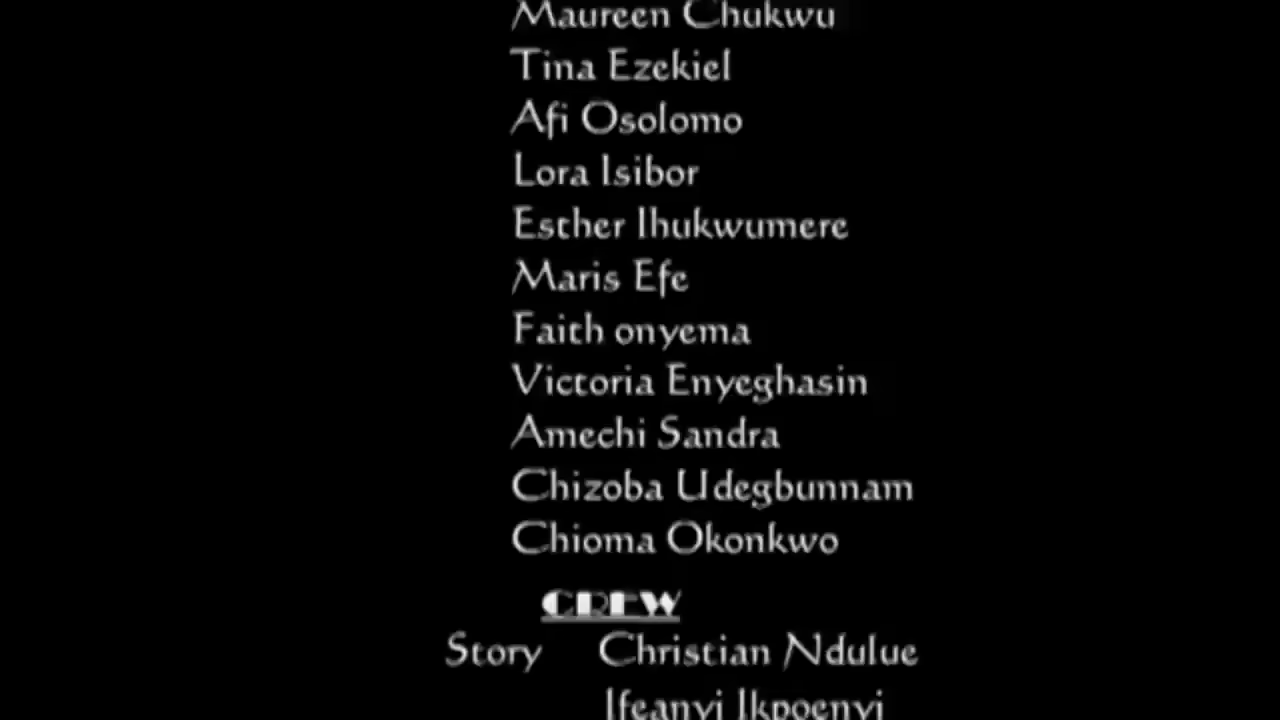 Maureen Chukwu
Tina Ezekiel
Afi Osolomo
Lora Isibor
Esther Ihukwumere
Maris Efe
Faith onyema
Victoria Enyeghasin
Amechi Sandra
Chizoba Udegbunnam
Chioma Okonkwo
CREW
Story Christian Ndulue
Ifeanyi Ikpoenyi